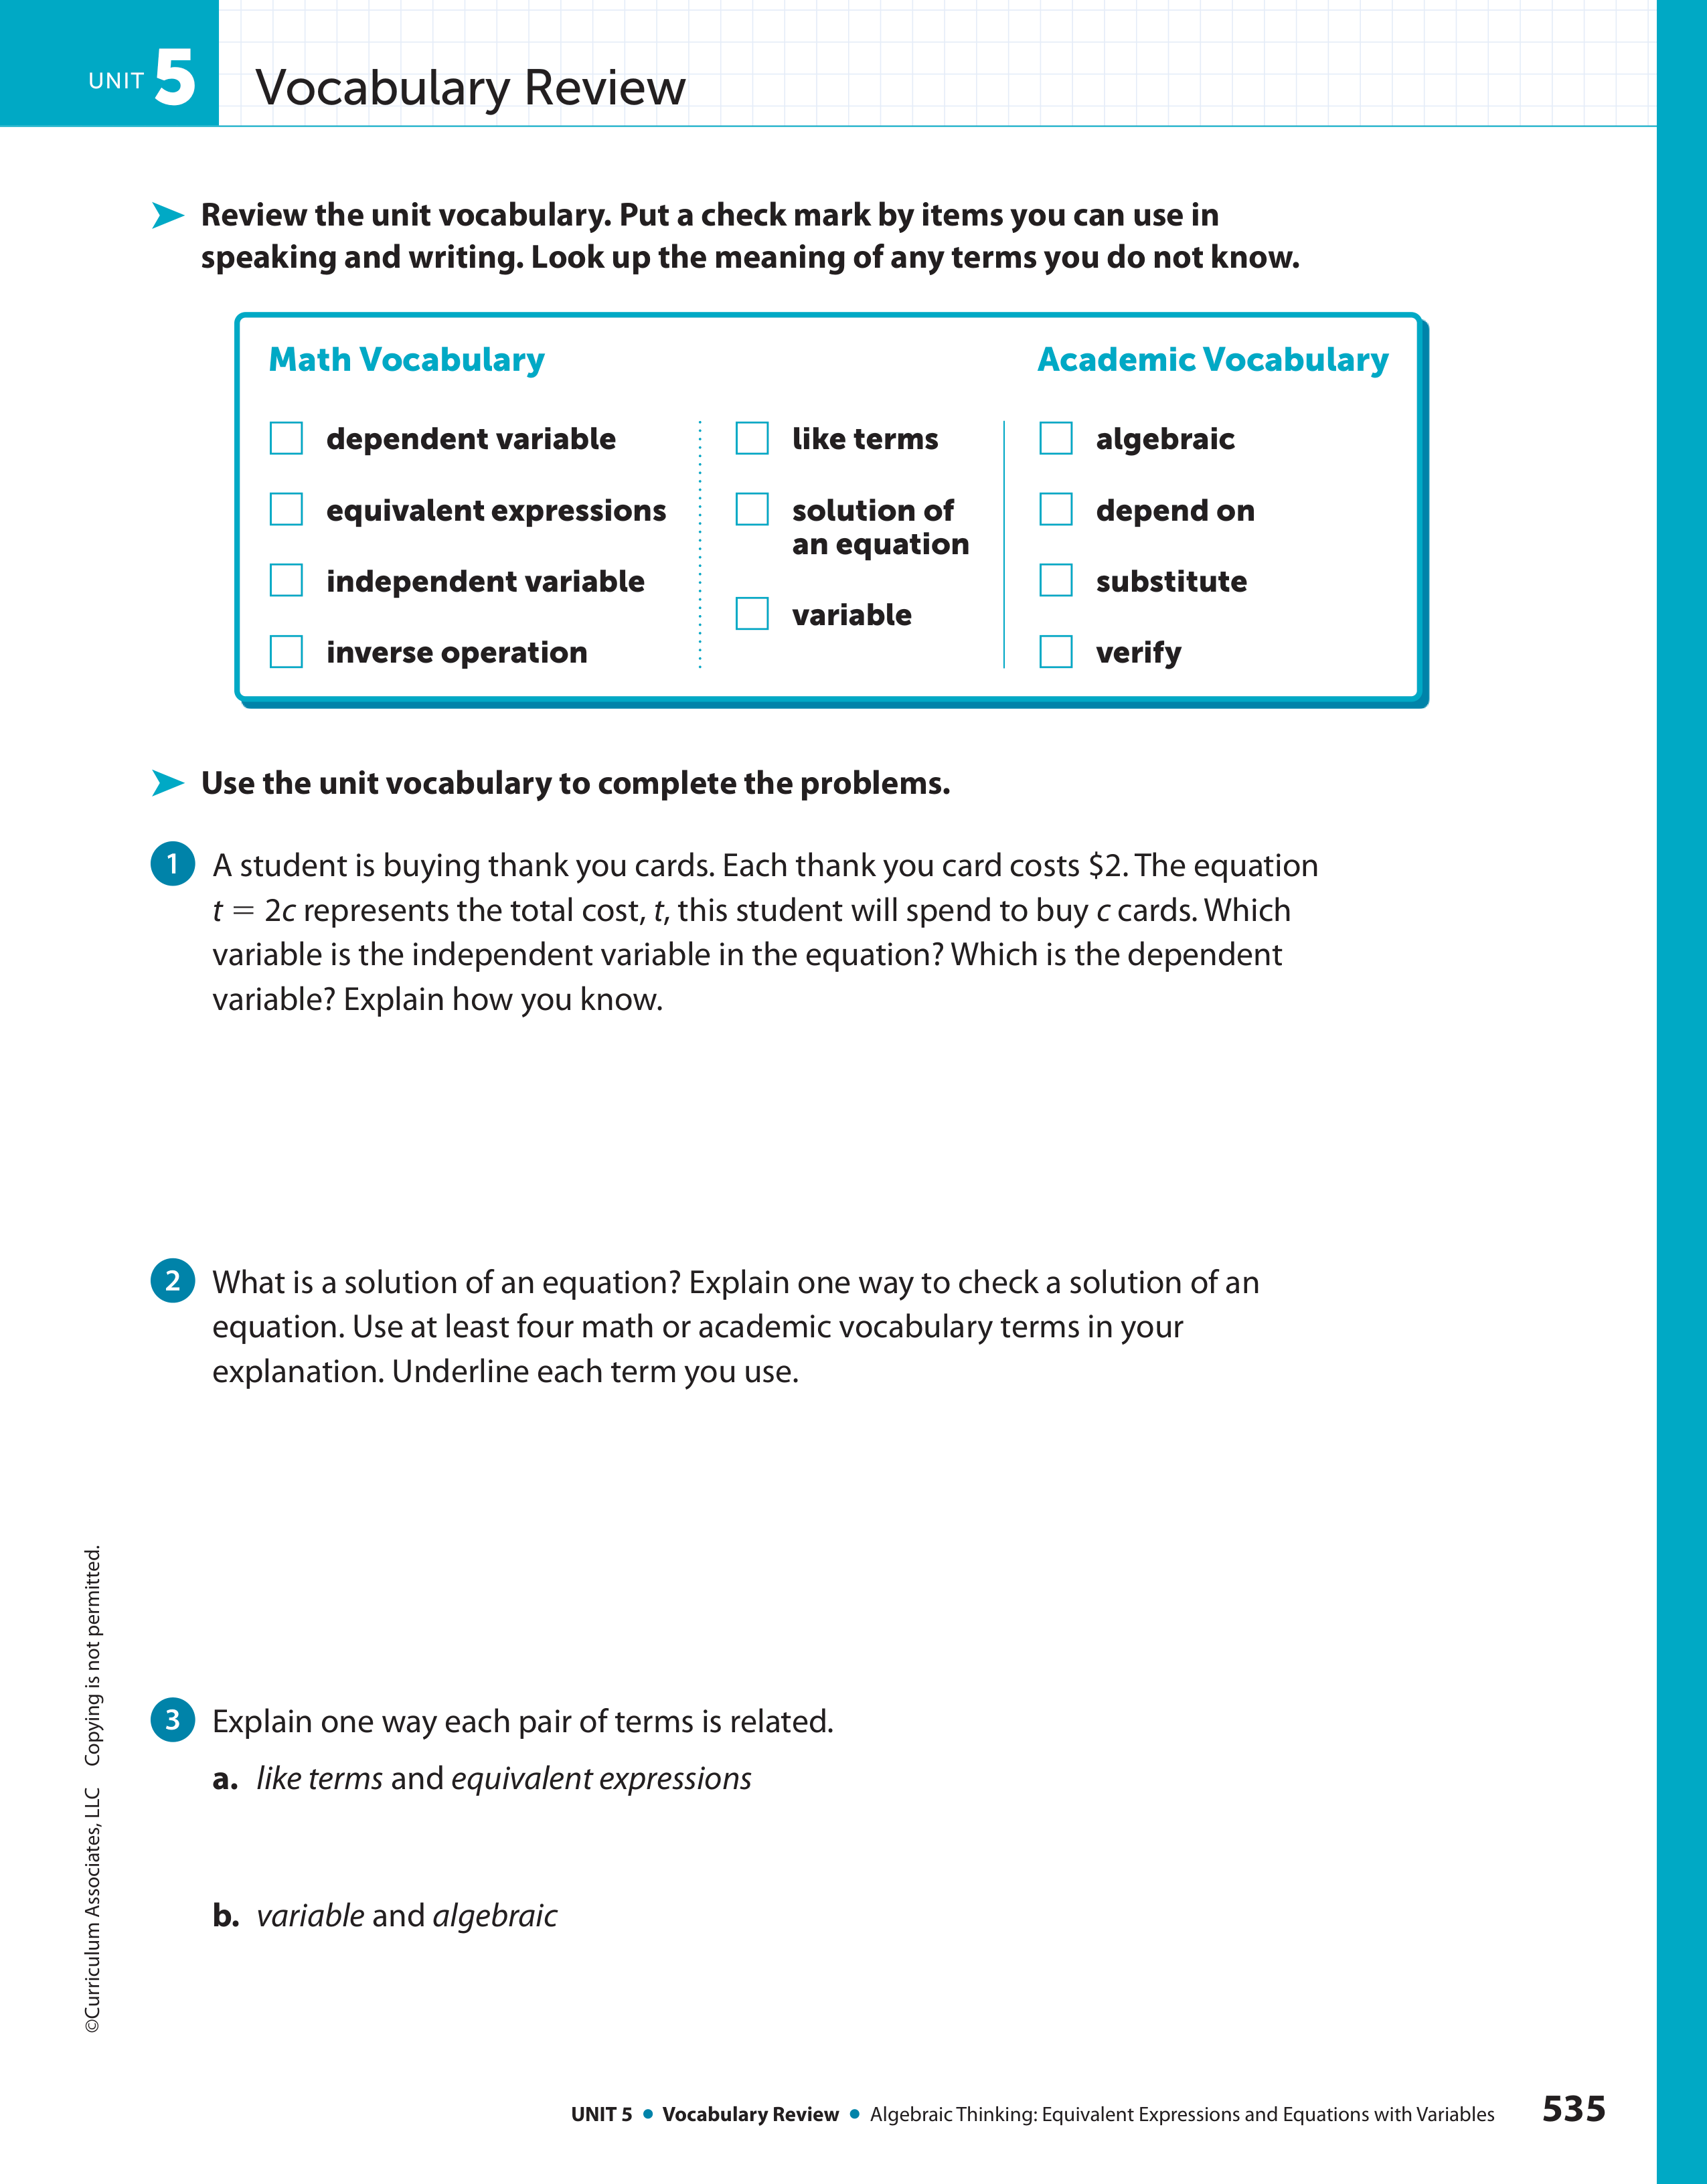 UNIT 5 Vocabulary Review
Review the unit vocabulary. Put a check mark by items you can use in
speaking and writing. Look up the meaning of any terms you do not know.
Math Vocabulary
dependent variable
equivalent expressions
independent variable
inverse operation
like terms
solution of
an equation
variable
Academic Vocabulary
algebraic
depend on
substitute
verify
Use the unit vocabulary to complete the problems.
1 A student is buying thank you cards. Each thank you card costs $2. The equation
t = 2c represents the total cost, t, this student will spend to buy c cards. Which
variable is the independent variable in the equation? Which is the dependent
variable? Explain how you know.
2 What is a solution of an equation? Explain one way to check a solution of an
equation. Use at least four math or academic vocabulary terms in your
explanation. Underline each term you use.
3 Explain one way each pair of terms is related.
a. like terms and equivalent expressions
b. variable and algebraic
©Curriculum Associates, LLC Copying is not permitted.
UNIT 5 • Vocabulary Review • Algebraic Thinking: Equivalent Expressions and Equations with Variables 535